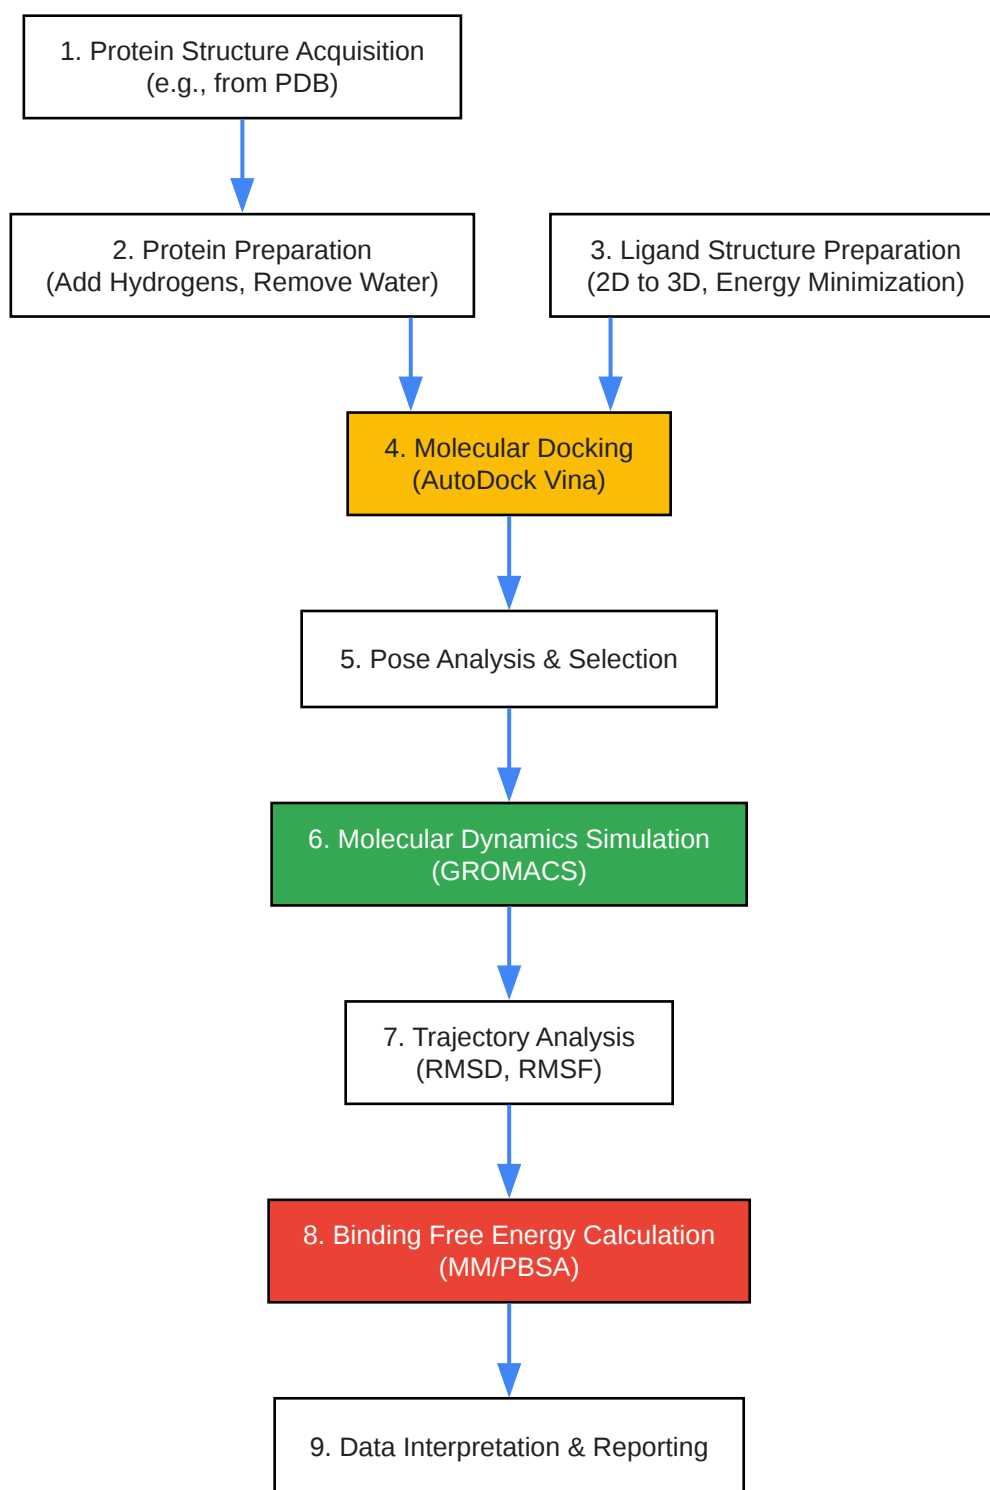 1. Protein Structure Acquisition
(e.g., from PDB)
2. Protein Preparation
(Add Hydrogens, Remove Water)
3. Ligand Structure Preparation
(2D to 3D, Energy Minimization)
4. Molecular Docking
(AutoDock Vina)
5. Pose Analysis & Selection
6. Molecular Dynamics Simulation
(GROMACS)
7. Trajectory Analysis
(RMSD, RMSF)
8. Binding Free Energy Calculation
(MM/PBSA)
9. Data Interpretation & Reporting